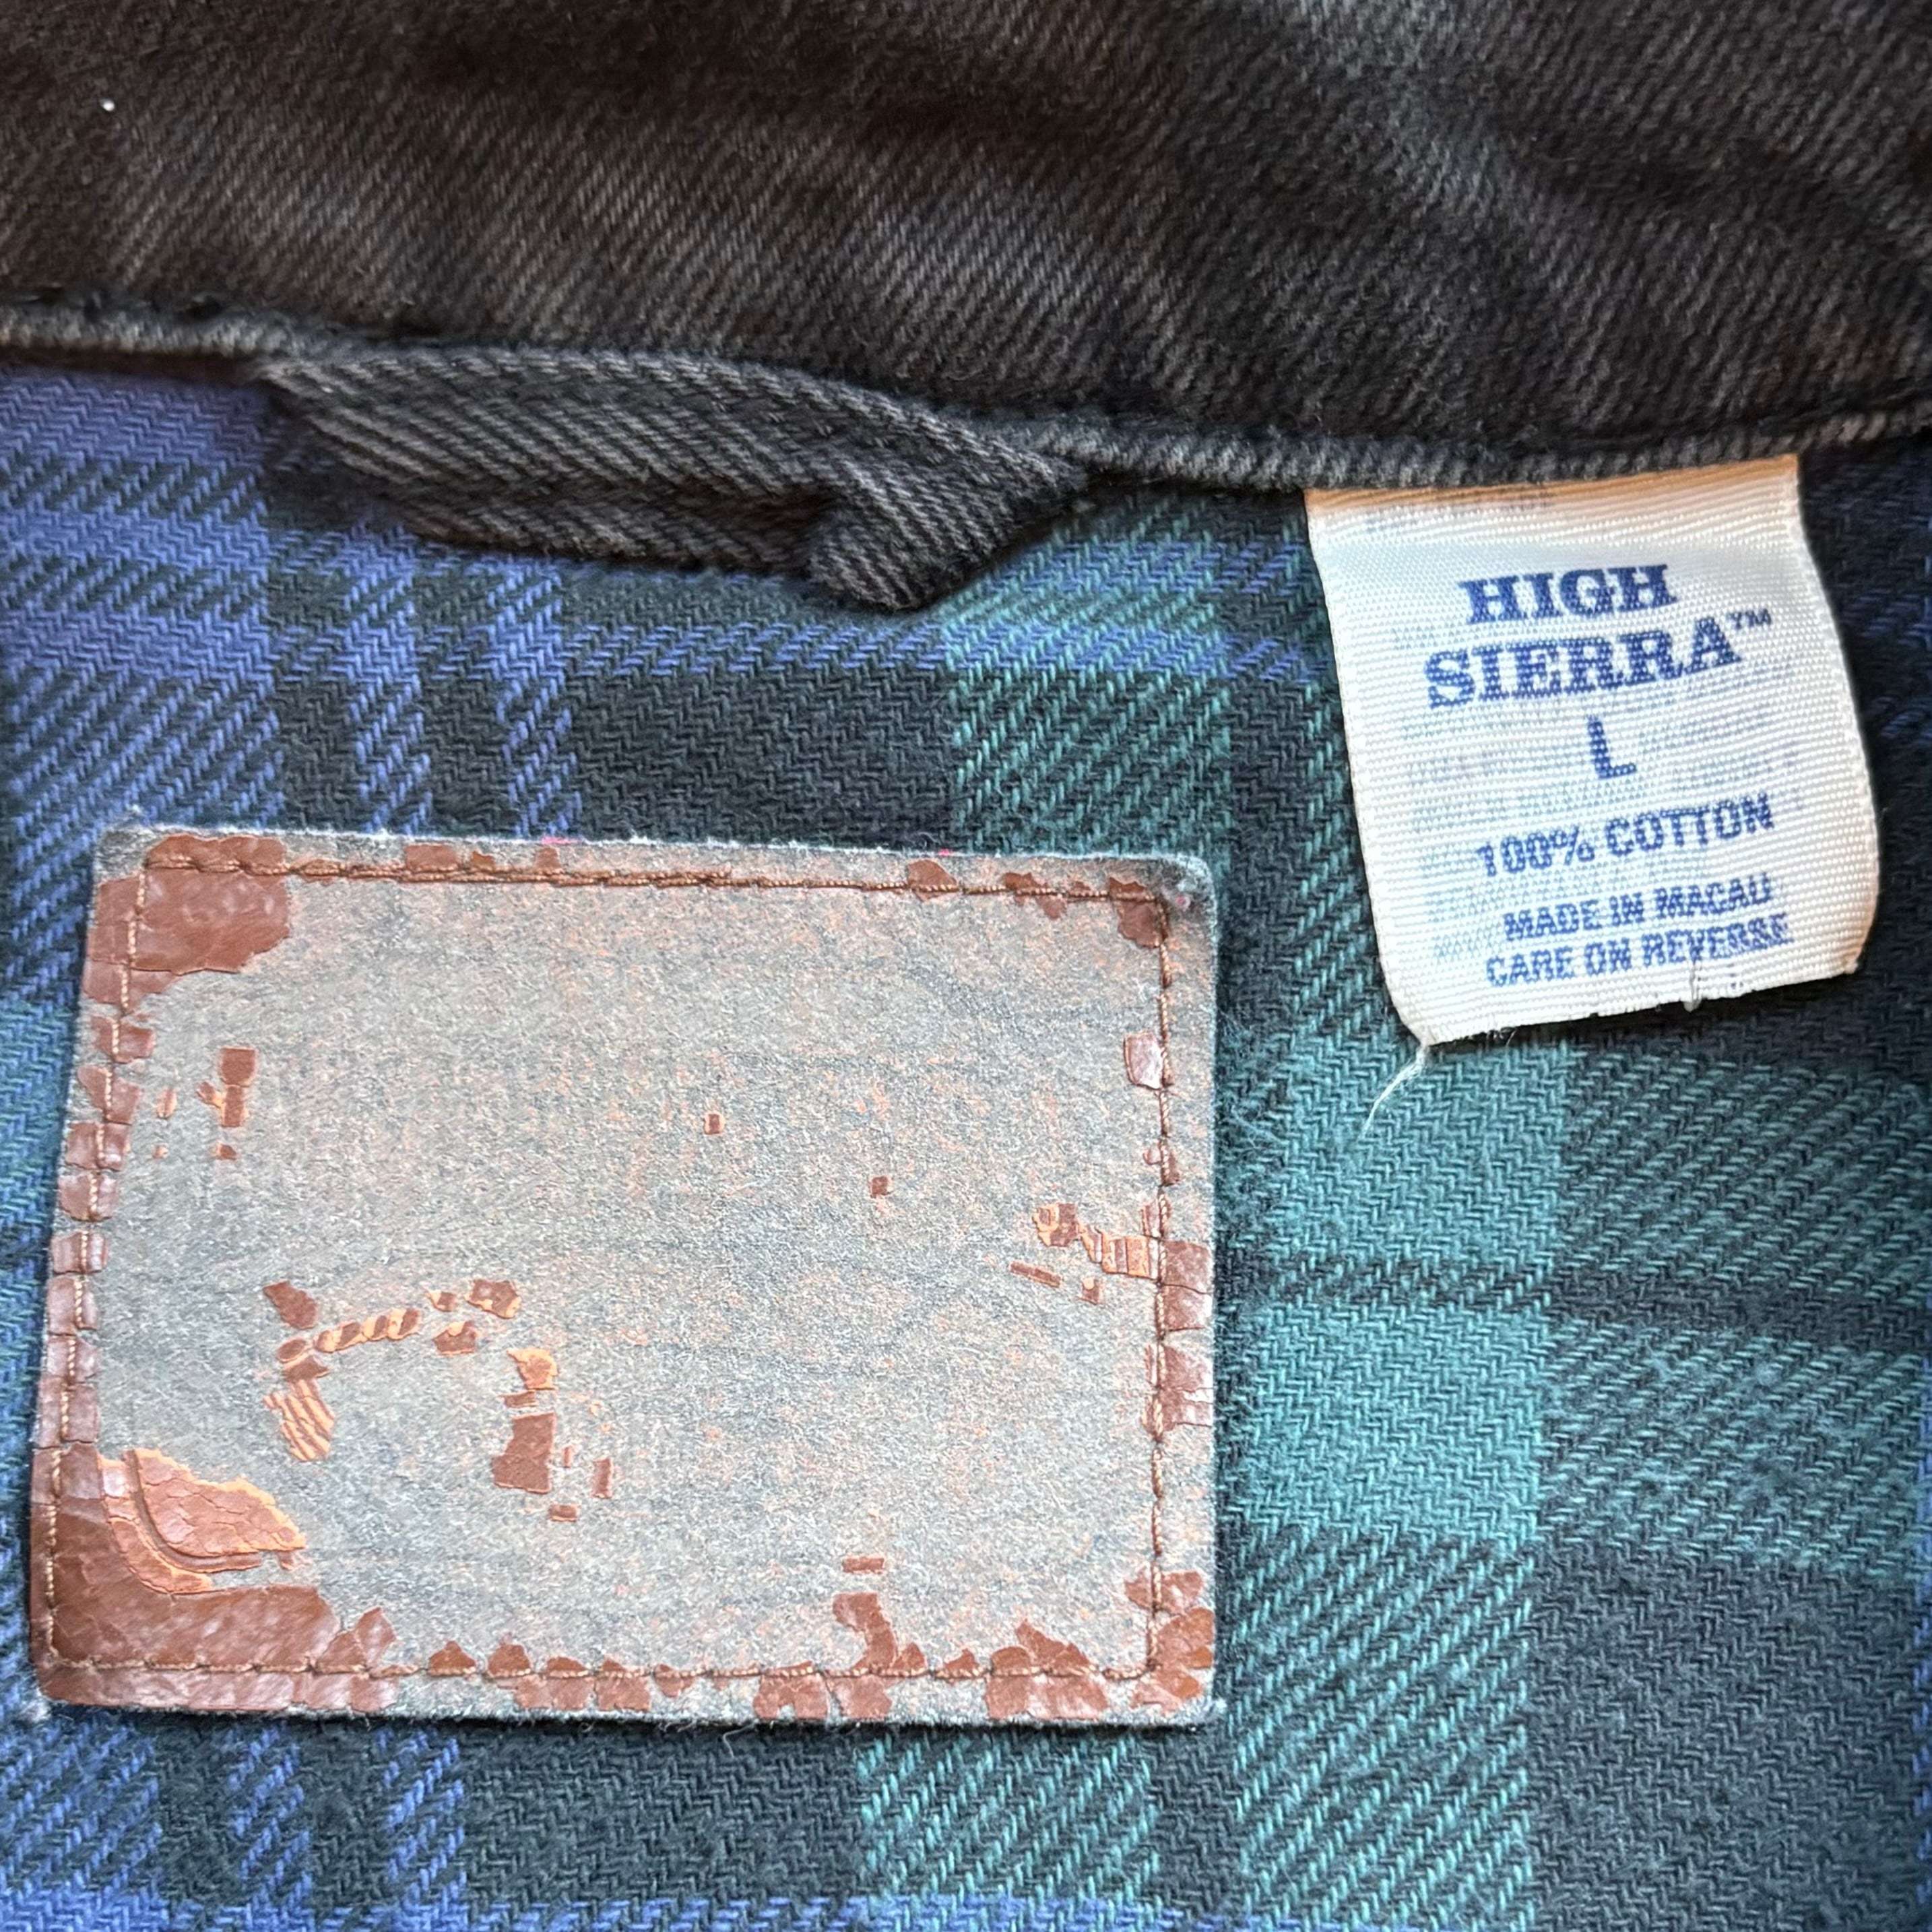 HIGH
SIERRA™
L
100% COTTON
MADE IN MACAU
CARE ON REVERSE